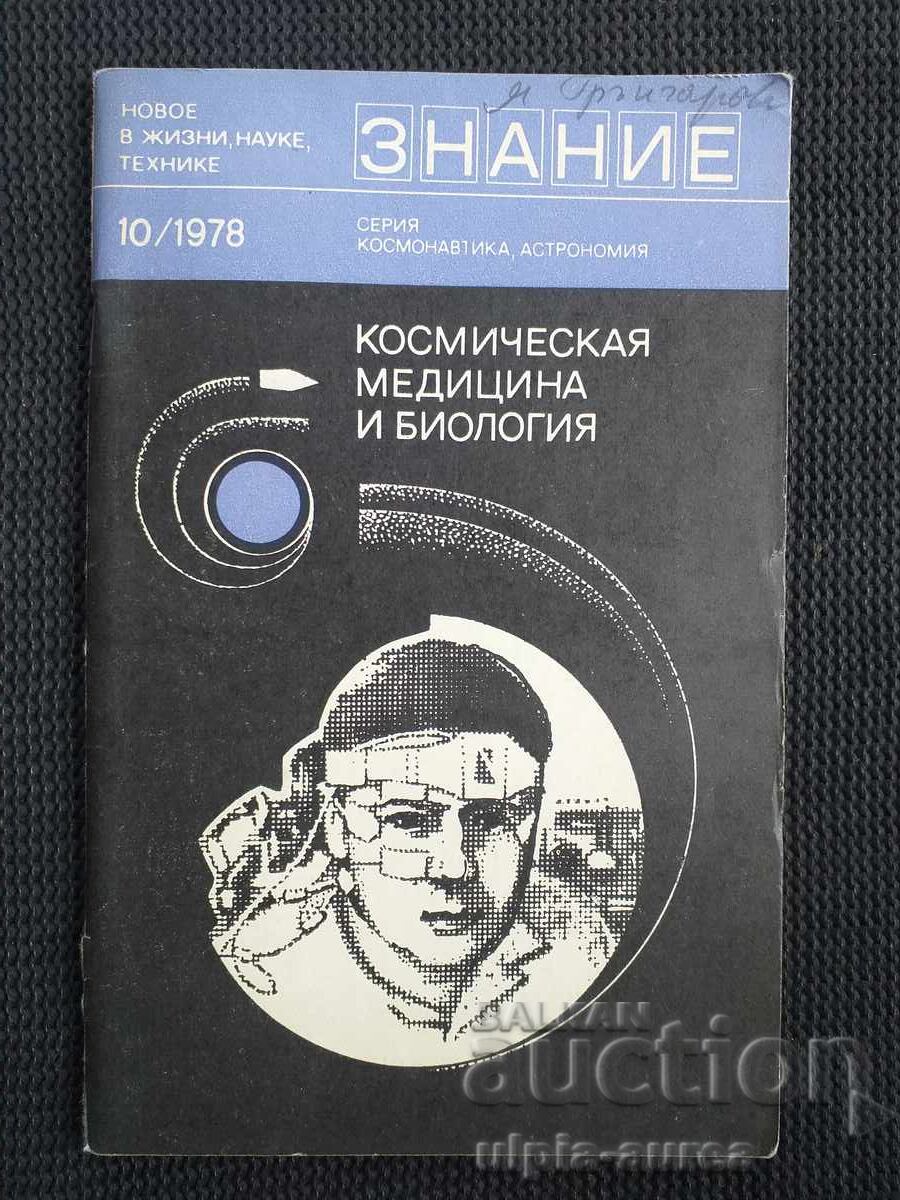 НОВОЕ
В ЖИЗНИ, НАУКЕ,
ТЕХНИКЕ
ЗНАНИЕ
10/1978
СЕРИЯ
КОСМОНАВТИКА, АСТРОНОМИЯ
КОСМИЧЕСКАЯ
МЕДИЦИНА
И БИОЛОГИЯ
BALKAN
auction
ulpia-aurea